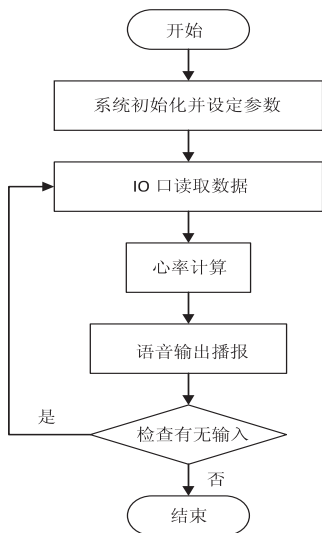 开始
系统初始化并设定参数
IO 口读取数据
心率计算
语音输出播报
是
检查有无输入
否
结束